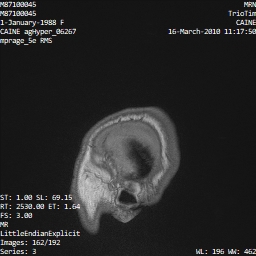 M87100045
M87100045
1-January-1988 F
CAINE agHyper_06267
mprage_5e RMS
MRN
TrioTim
CAINE
16-March-2010 11:17:50
ST: 1.00 SL: 69.15
RT: 2530.00 ET: 1.64
FS: 3.00
MR
LittleEndianExplicit
Images: 162/192
Series: 3
WL: 196 WW: 462